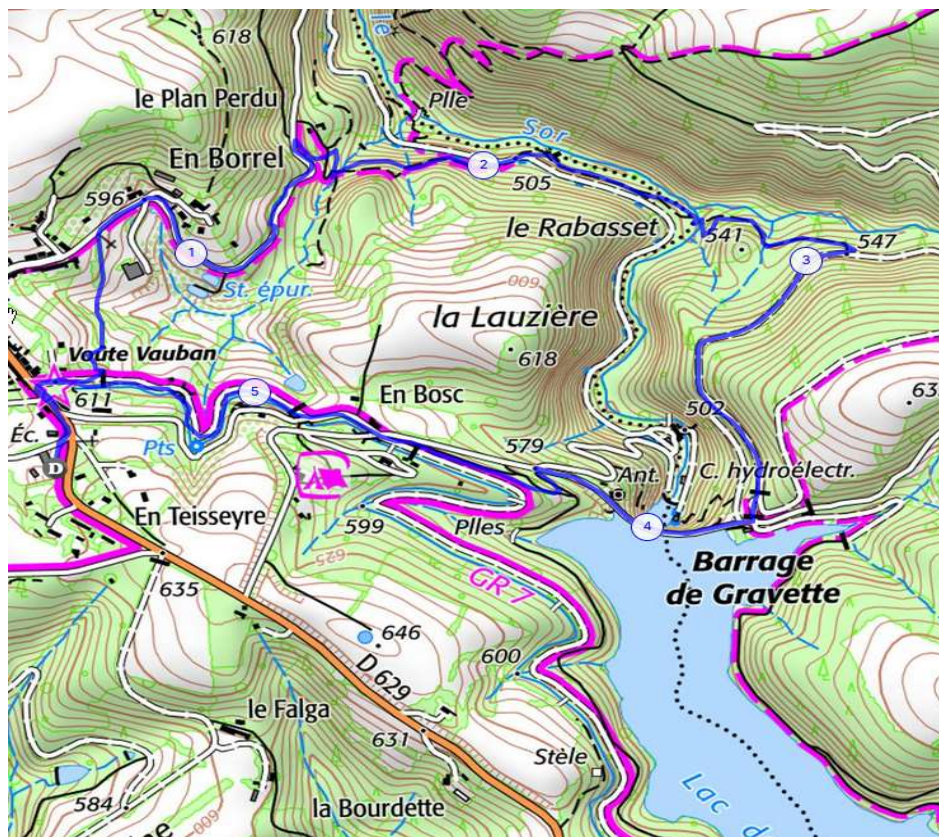 618
le Plan Perdu
Plle
Sor
En Borrel
2
505
596
le Rabasset
541
547
1
3
St. épur.
600
la Lauzière
618
Voute Vauban
611
5
En Bosc
63
502
Éc.
Pts
579
Ant.
C. hydroélectr.
D
En Teisseyre
599
Plles
4
625
Barrage
de Gravette
GR 7
635
646
D 629
600
le Falga
631
Stèle
584
la Bourdette
Lac d
600